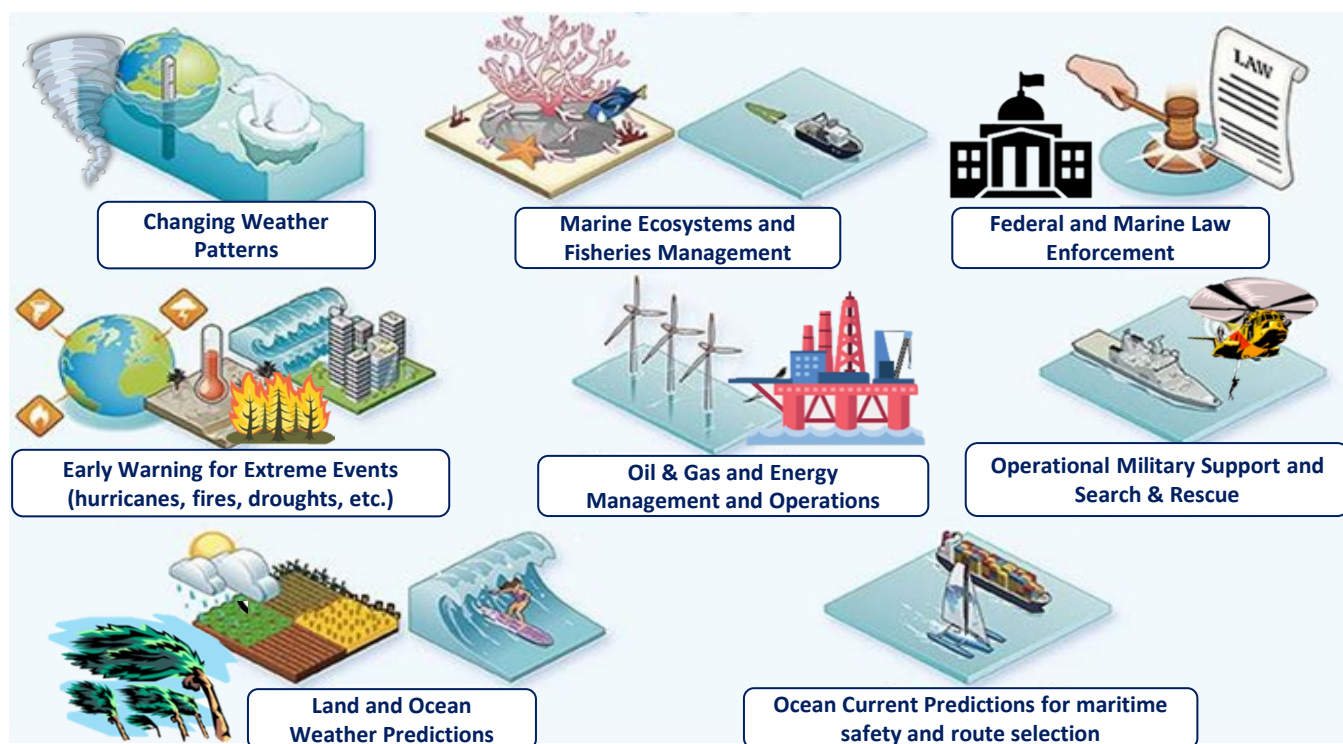 LAW
Changing Weather
Patterns
Marine Ecosystems and
Fisheries Management
Federal and Marine Law
Enforcement
Early Warning for Extreme Events
(hurricanes, fires, droughts, etc.)
Oil & Gas and Energy
Management and Operations
Operational Military Support and
Search & Rescue
Land and Ocean
Weather Predictions
Ocean Current Predictions for maritime
safety and route selection